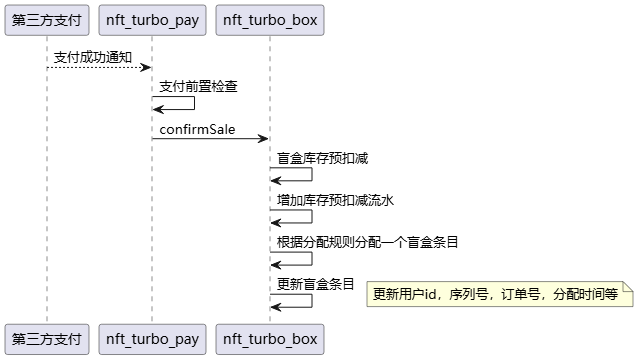 第三方支付
nft_turbo_pay
nft_turbo_box
支付成功通知
支付前置检查
confirmSale
盲盒库存预扣减
增加库存预扣减流水
根据分配规则分配一个盲盒条目
更新盲盒条目
更新用户id，序列号，订单号，分配时间等
第三方支付
nft_turbo_pay
nft_turbo_box